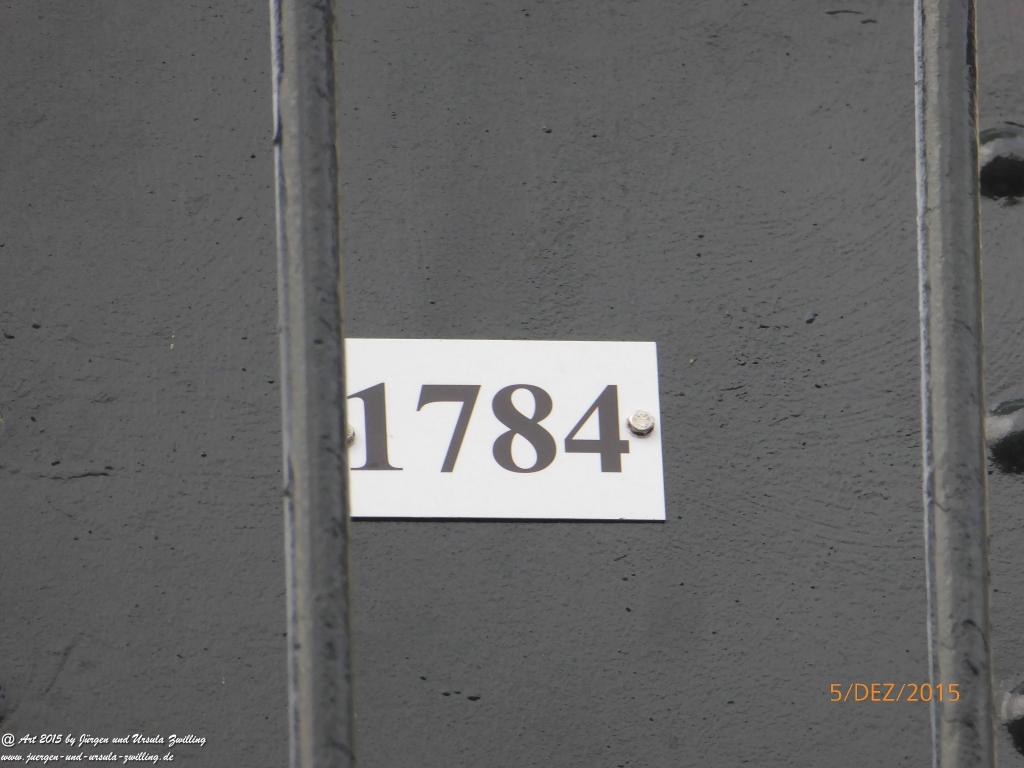 1784
5/DEZ/2015
@ Art 2015 by Jürgen und Ursula Zwilling
www.juergen-und-ursula-zwilling.de